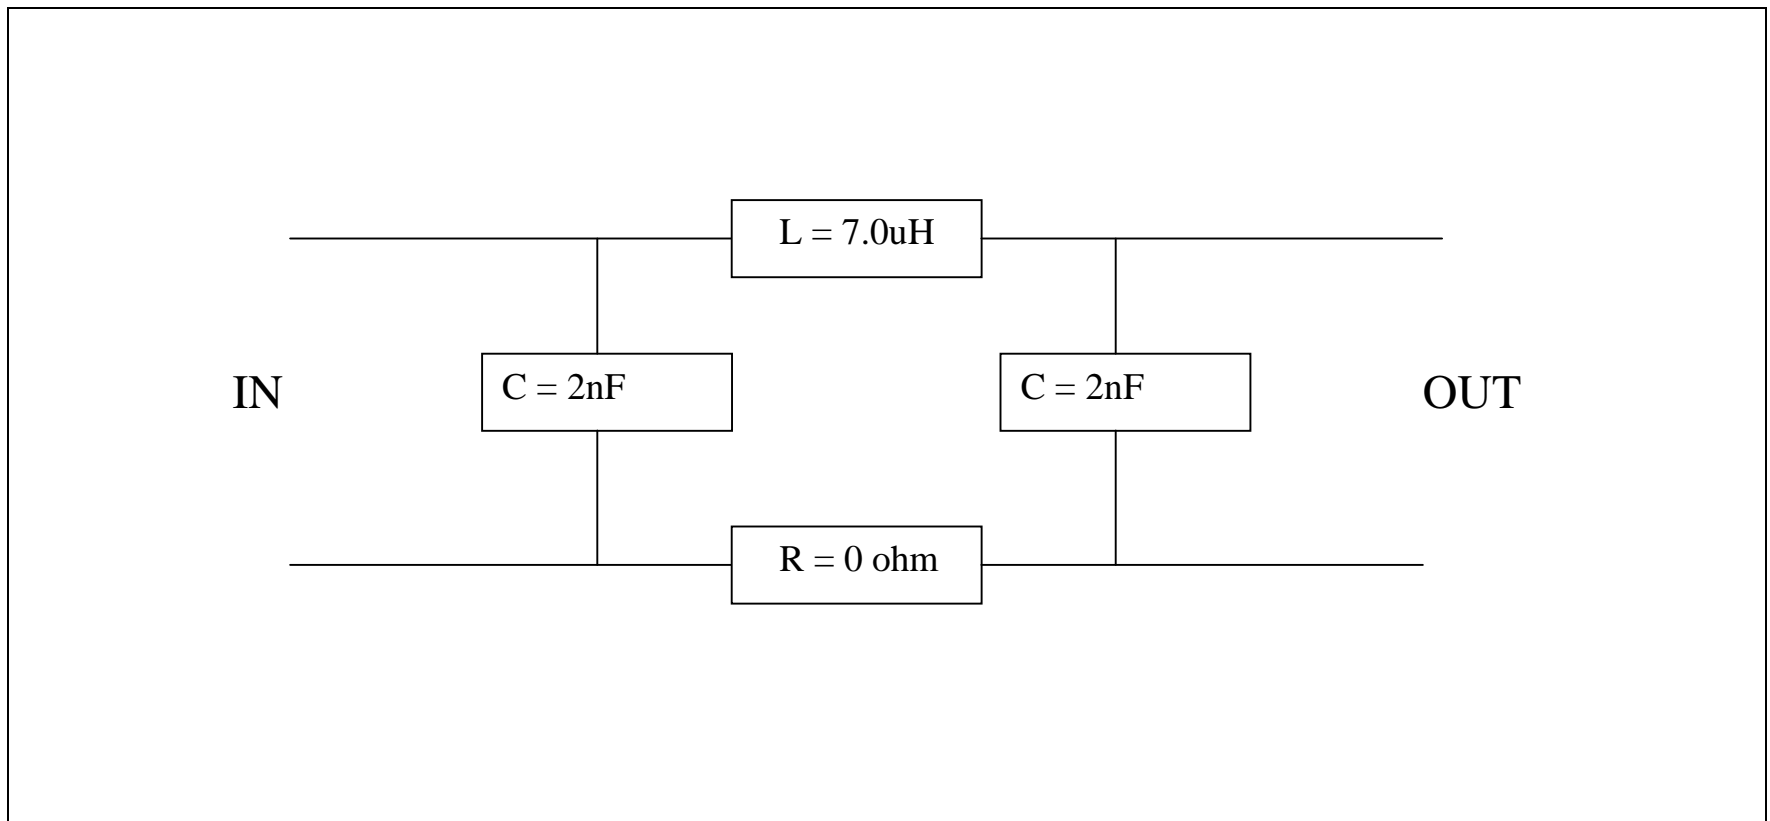 L = 7.0uH
IN
C = 2nF
C = 2nF
OUT
R = 0 ohm